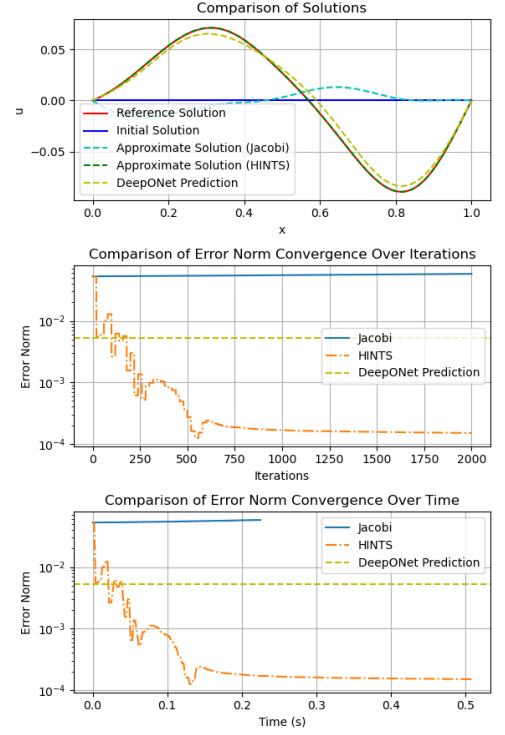 Comparison of Solutions
0.05
0.00
−0.05
u
Reference Solution
Initial Solution
Approximate Solution (Jacobi)
Approximate Solution (HINTS)
DeepONet Prediction
0.0 0.2 0.4 0.6 0.8 1.0
x
Comparison of Error Norm Convergence Over Iterations
10−2
10−3
10−4
Error Norm
Jacobi
HINTS
DeepONet Prediction
0 250 500 750 1000 1250 1500 1750 2000
Iterations
Comparison of Error Norm Convergence Over Time
10−2
10−3
10−4
Error Norm
Jacobi
HINTS
DeepONet Prediction
0.0 0.1 0.2 0.3 0.4 0.5
Time (s)